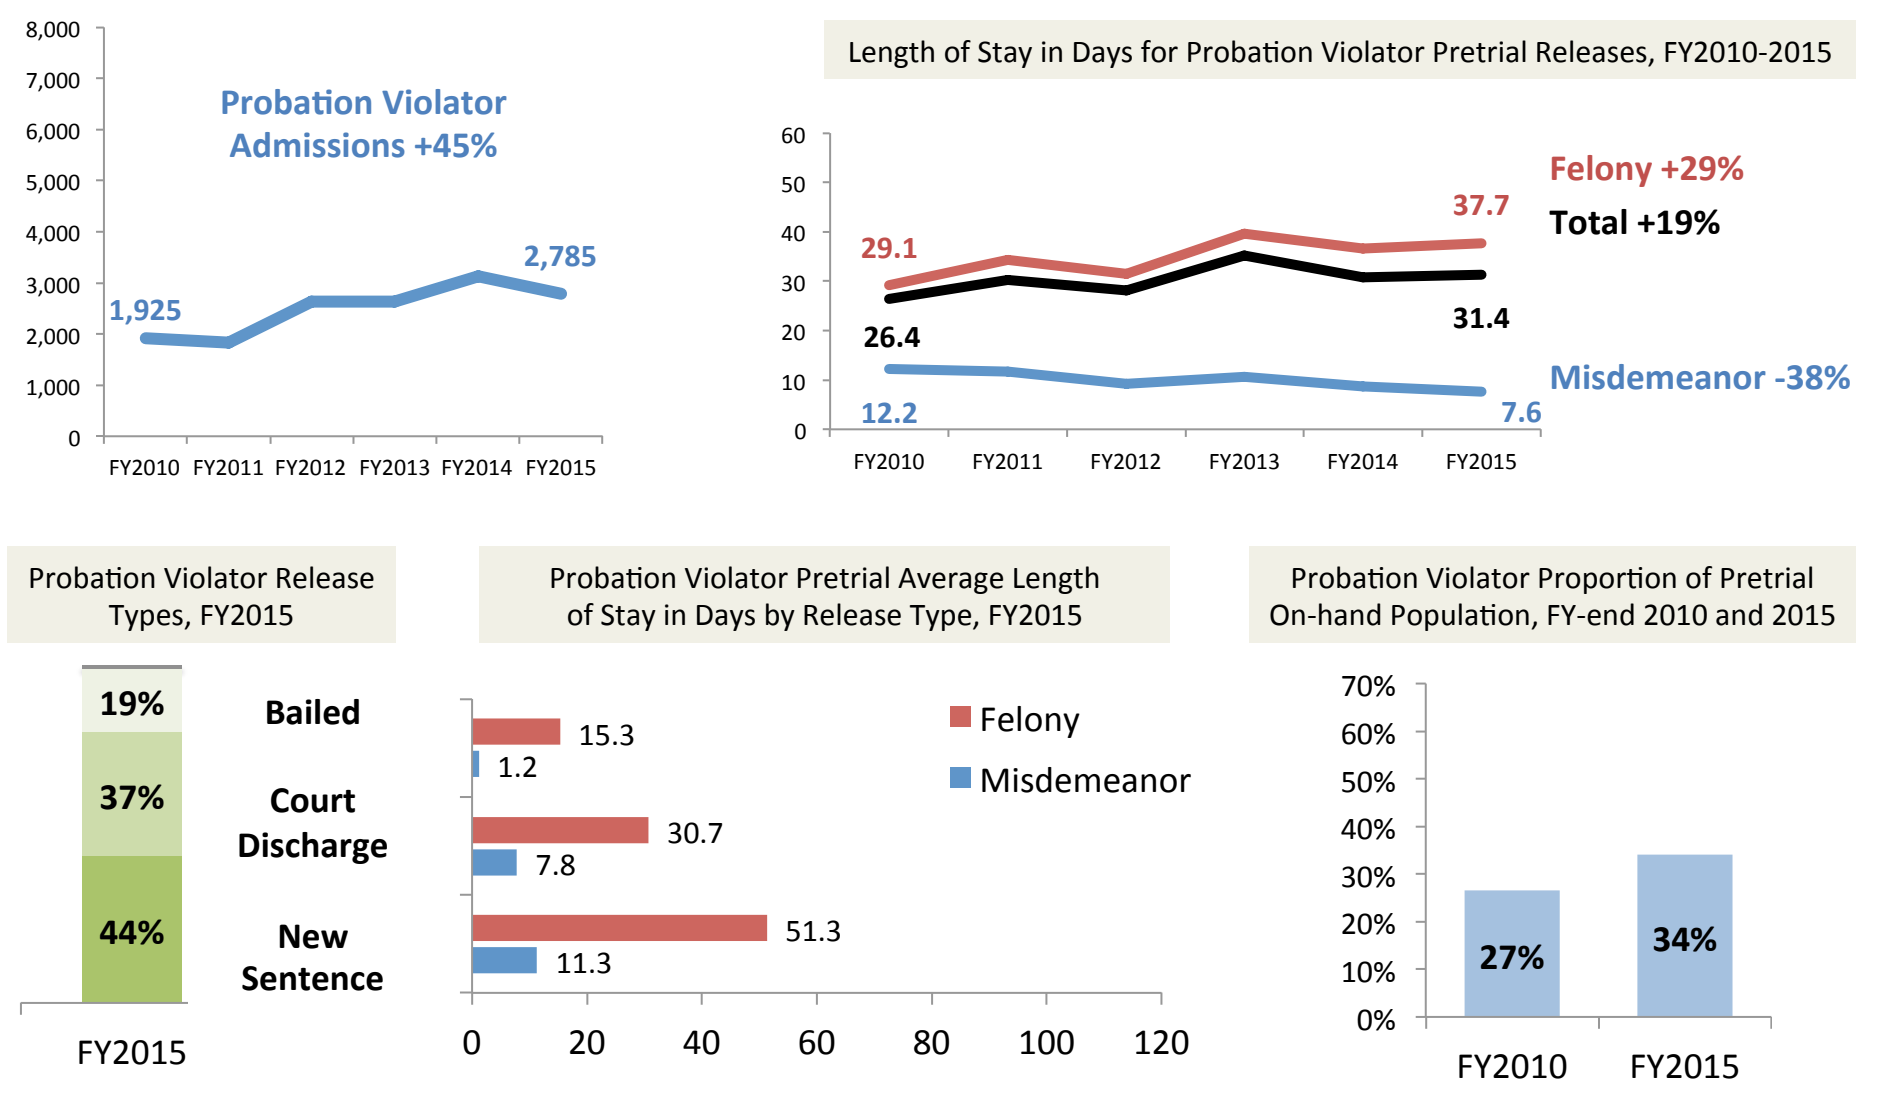 8,000
7,000
6,000
5,000
4,000
3,000
2,000
1,000
0
Probation Violator
Admissions +45%
1,925
2,785
FY2010 FY2011 FY2012 FY2013 FY2014 FY2015
Length of Stay in Days for Probation Violator Pretrial Releases, FY2010-2015
60
50
40
30
20
10
0
29.1
26.4
12.2
37.7
31.4
7.6
Felony +29%
Total +19%
Misdemeanor -38%
FY2010 FY2011 FY2012 FY2013 FY2014 FY2015
Probation Violator Release
Types, FY2015
19%
37%
44%
FY2015
Bailed
Court
Discharge
New
Sentence
Probation Violator Pretrial Average Length
of Stay in Days by Release Type, FY2015
15.3
1.2
30.7
7.8
51.3
11.3
Felony
Misdemeanor
0 20 40 60 80 100 120
Probation Violator Proportion of Pretrial
On-hand Population, FY-end 2010 and 2015
70%
60%
50%
40%
30%
20%
10%
0%
27%
34%
FY2010 FY2015